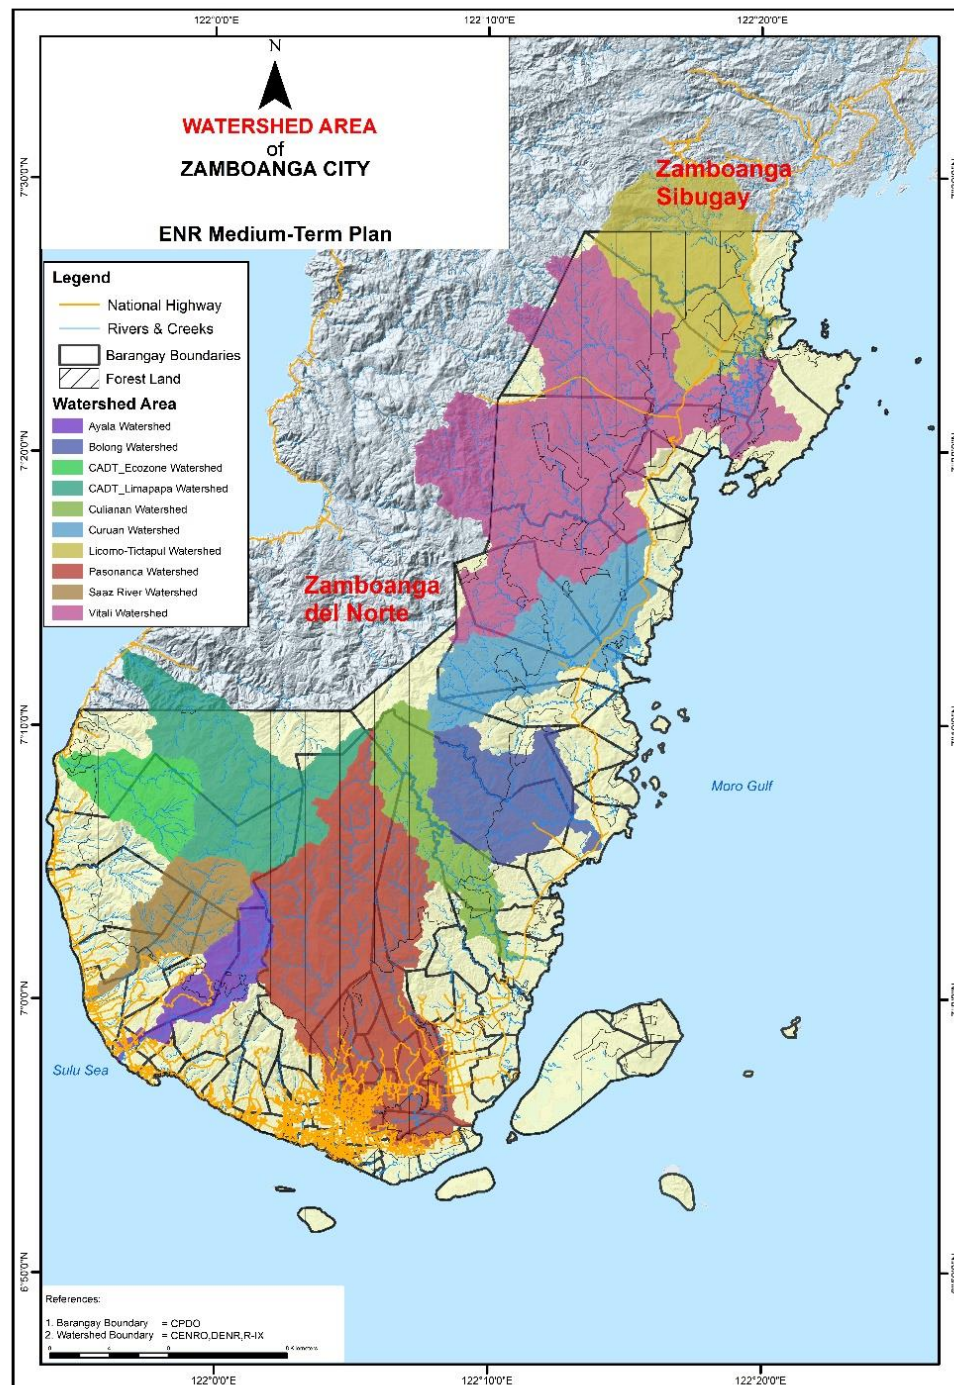 122°0'0"E
122°10'0"E
122°20'0"E
N
WATERSHED AREA
of
ZAMBOANGA CITY
ENR Medium-Term Plan
7°30'0"N
Zamboanga
Sibugay
Legend
National Highway
Rivers & Creeks
Barangay Boundaries
Forest Land
Watershed Area
Ayala Watershed
Bolong Watershed
CADT_Ecozone Watershed
CADT_Limapapa Watershed
Culianan Watershed
Curuan Watershed
Licomo-Tictapul Watershed
Pasonanca Watershed
Saaz River Watershed
Vitali Watershed
7°20'0"N
Zamboanga
del Norte
7°10'0"N
Moro Gulf
7°0'0"N
Sulu Sea
6°50'0"N
References:
1. Barangay Boundary = CPDO
2. Watershed Boundary = CENRO,DENR,R-IX
122°0'0"E
122°10'0"E
122°20'0"E